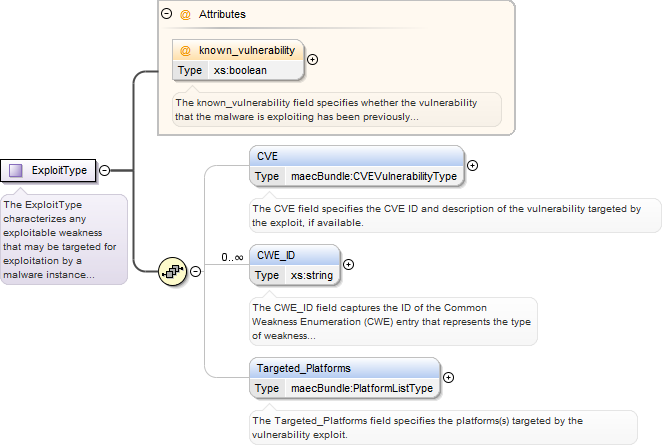 Attributes
@ known_vulnerability
Type xs:boolean
The known_vulnerability field specifies whether the vulnerability
that the malware is exploiting has been previously...
ExploitType
The ExploitType
characterizes any
exploitable weakness
that may be targeted for
exploitation by a
malware instance...
CVE
Type maecBundle:CVEVulnerabilityType
The CVE field specifies the CVE ID and description of the vulnerability targeted by
the exploit, if available.
0..∞
CWE_ID
Type xs:string
The CWE_ID field captures the ID of the Common
Weakness Enumeration (CWE) entry that represents the type
of weakness...
Targeted_Platforms
Type maecBundle:PlatformListType
The Targeted_Platforms field specifies the platforms(s) targeted by the
vulnerability exploit.